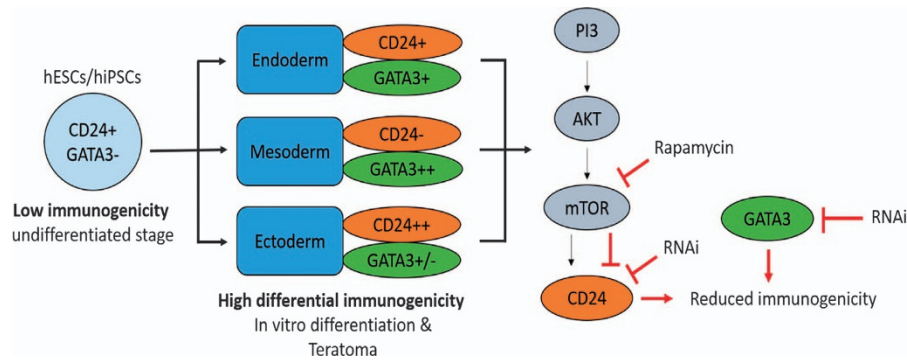 hESCs/hiPSCs
CD24+
GATA3-
Low immunogenicity
undifferentiated stage
Endoderm
CD24+
GATA3+
Mesoderm
CD24-
GATA3++
Ectoderm
CD24++
GATA3+/-
High differential immunogenicity
In vitro differentiation &
Teratoma
PI3
AKT
Rapamycin
mTOR
RNAi
CD24
GATA3
RNAi
Reduced immunogenicity